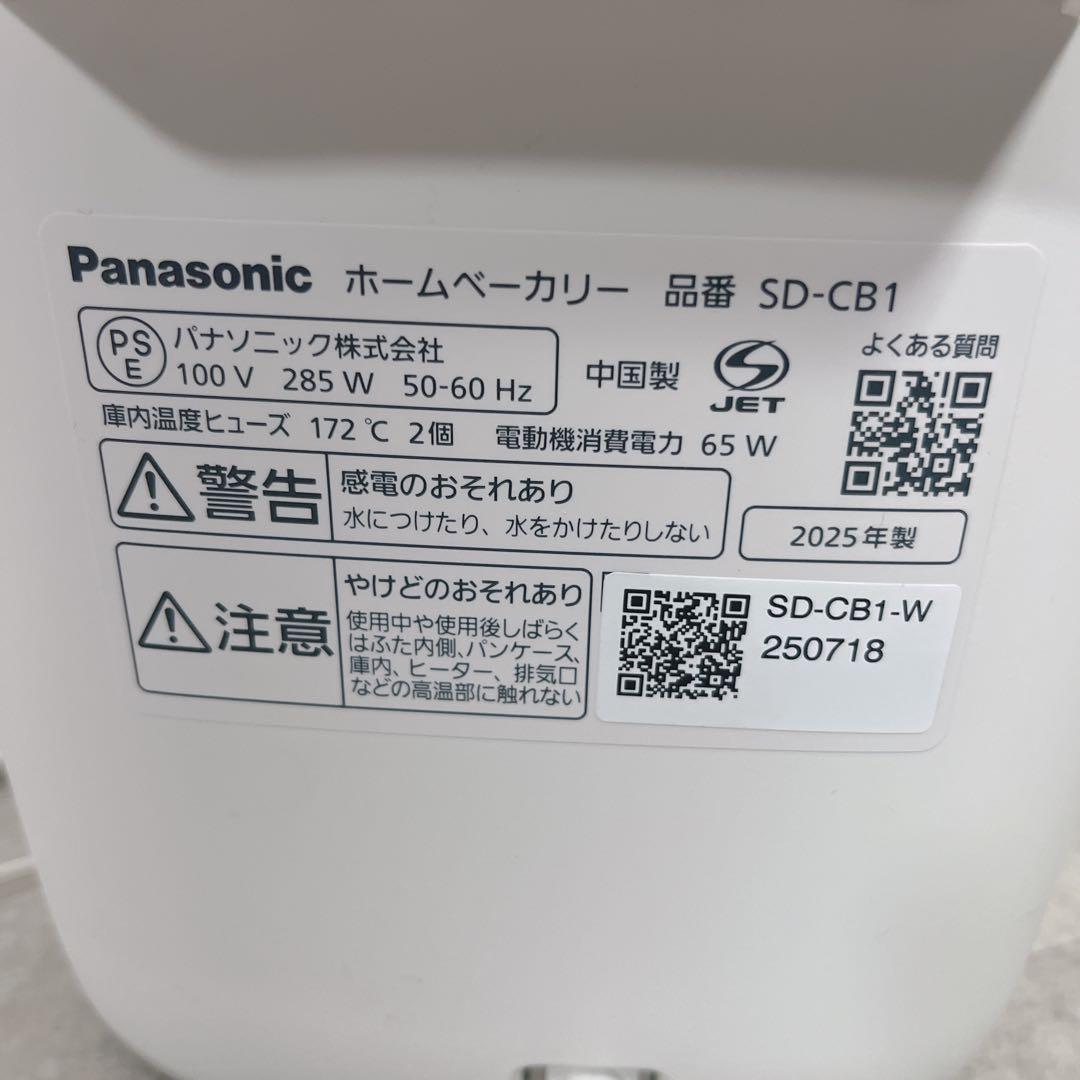 Panasonic ホームベーカリー 品番 SD-CB1
PSE パナソニック株式会社
100 V 285 W 50-60 Hz
中国製
JET
よくある質問
庫内温度ヒューズ 172 ℃ 2個 電動機消費電力 65 W
警告
感電のおそれあり
水につけたり、水をかけたりしない
2025年製
注意
やけどのおそれあり
使用中や使用後しばらく
はふた内側、パンケース、
庫内、ヒーター、排気口
などの高温部に触れない
SD-CB1-W
250718